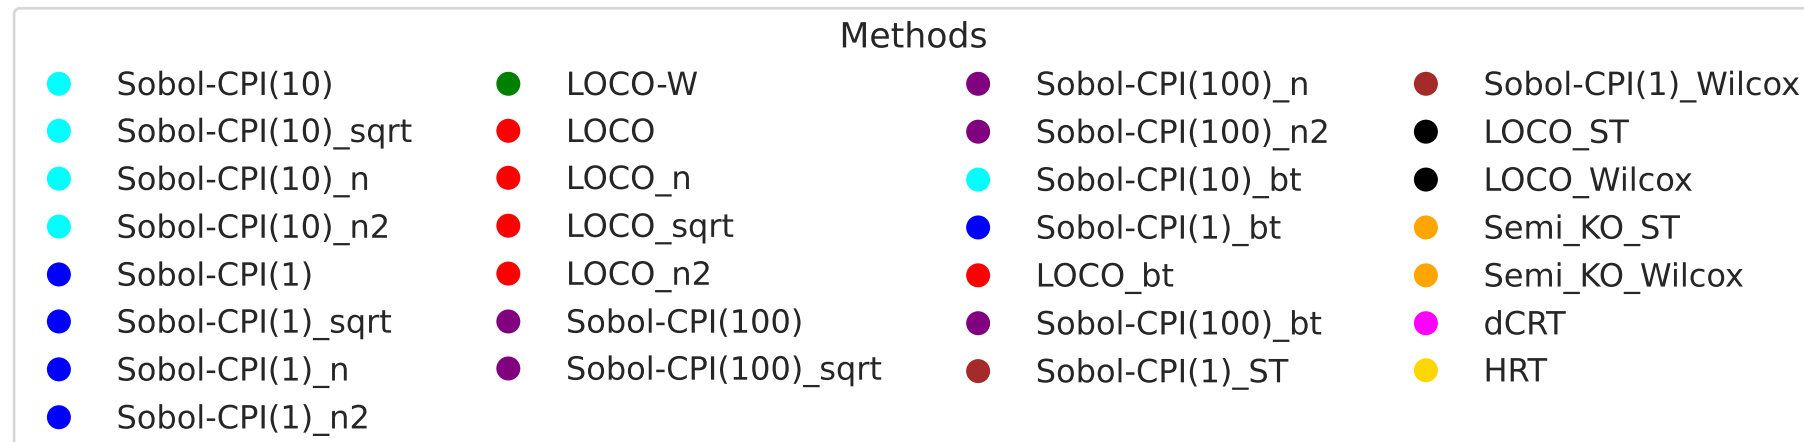 Methods
Sobol-CPI(10)
Sobol-CPI(10)_sqrt
Sobol-CPI(10)_n
Sobol-CPI(10)_n2
Sobol-CPI(1)
Sobol-CPI(1)_sqrt
Sobol-CPI(1)_n
Sobol-CPI(1)_n2
LOCO-W
LOCO
LOCO_n
LOCO_sqrt
LOCO_n2
Sobol-CPI(100)
Sobol-CPI(100)_sqrt
Sobol-CPI(100)_n
Sobol-CPI(100)_n2
Sobol-CPI(10)_bt
Sobol-CPI(1)_bt
LOCO_bt
Sobol-CPI(100)_bt
Sobol-CPI(1)_ST
Sobol-CPI(1)_Wilcox
LOCO_ST
LOCO_Wilcox
Semi_KO_ST
Semi_KO_Wilcox
dCRT
HRT